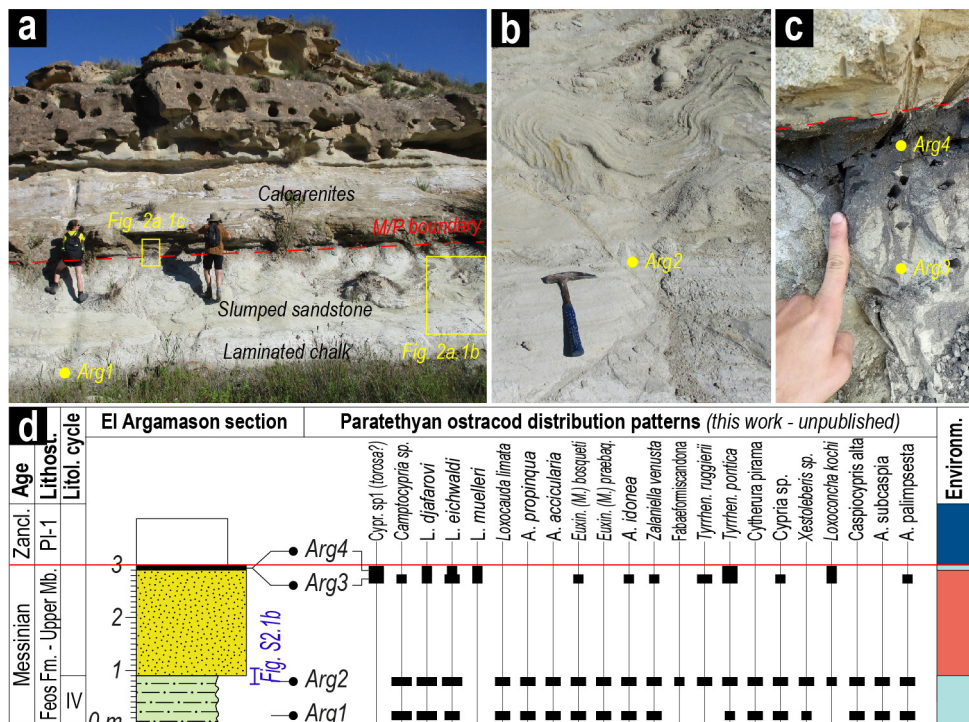 a
b
c
Calcarenites
Fig. 2a.1c
M/P boundary
Slumped sandstone
Laminated chalk
Fig. 2a.1b
Arg1
Arg2
Arg4
Arg3
d
El Argamason section
Paratethyan ostracod distribution patterns (this work - unpublished)
Age
Lithost.
Litol. cycle
Environm.
Cypr. sp1 (torosa?)
Camptocypria sp.
L. djafarovi
L. eichwaldi
L. muelleri
Loxocauda limata
A. propinqua
A. accicularia
Euxin. (M.) bosqueti
Euxin. (M.) praebaq.
A. idonea
Zalaniella venusta
Fabaeformiscandona
Tyrrhen. ruggierii
Tyrrhen. pontica
Cytherura pirama
Cypria sp.
Xestoleberis sp.
Loxoconcha kochi
Caspiocypris alta
A. subcaspia
A. palimpsesta
Zancl.
Pl-1
Messinian
Feos Fm. - Upper Mb.
IV
3
2
1
0 m
Fig. S2.1b
Arg4
Arg3
Arg2
Arg1